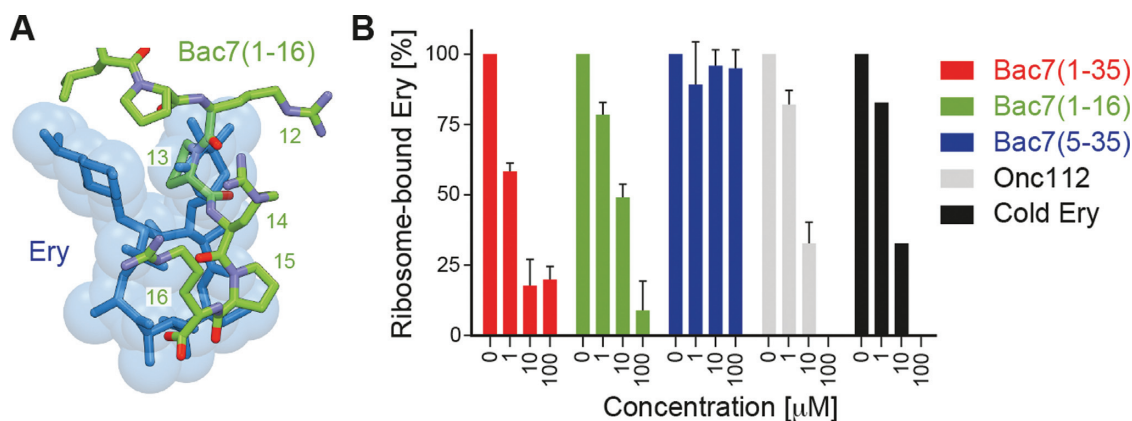 A
Bac7(1-16)
12
13
14
15
16
Ery
B
Ribosome-bound Ery [%]
100
75
50
25
0
0 1 10 100 0 1 10 100 0 1 10 100 0 1 10 100 0 1 10 100
Concentration [μM]
Bac7(1-35)
Bac7(1-16)
Bac7(5-35)
Onc112
Cold Ery